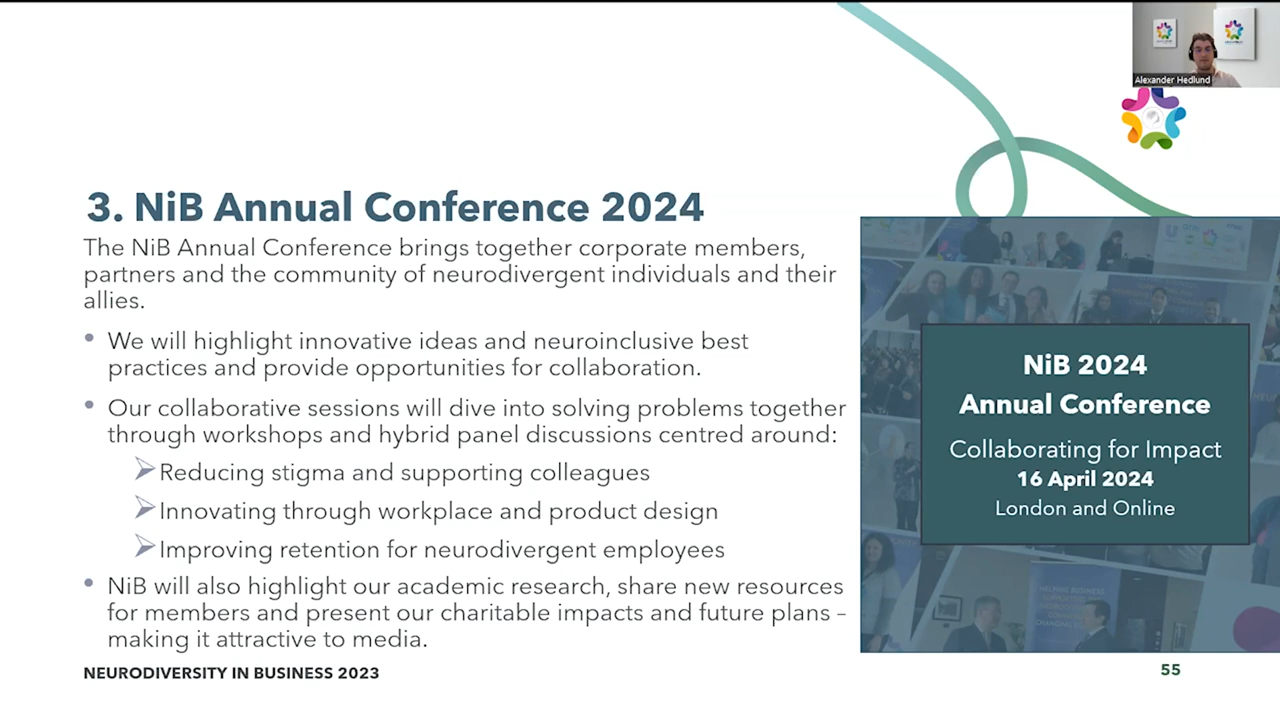 Alexander Hedlund
3. NiB Annual Conference 2024
The NiB Annual Conference brings together corporate members,
partners and the community of neurodivergent individuals and their
allies.
• We will highlight innovative ideas and neuroinclusive best
practices and provide opportunities for collaboration.
• Our collaborative sessions will dive into solving problems together
through workshops and hybrid panel discussions centred around:
➢Reducing stigma and supporting colleagues
➢Innovating through workplace and product design
➢Improving retention for neurodivergent employees
• NiB will also highlight our academic research, share new resources
for members and present our charitable impacts and future plans –
making it attractive to media.
NiB 2024
Annual Conference
Collaborating for Impact
16 April 2024
London and Online
NEURODIVERSITY IN BUSINESS 2023
55